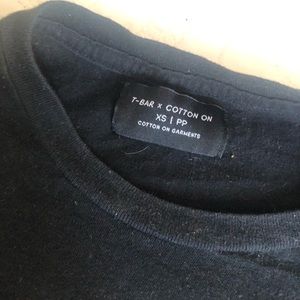 T-BAR x COTTON ON
XS | PP
COTTON ON GARMENTS